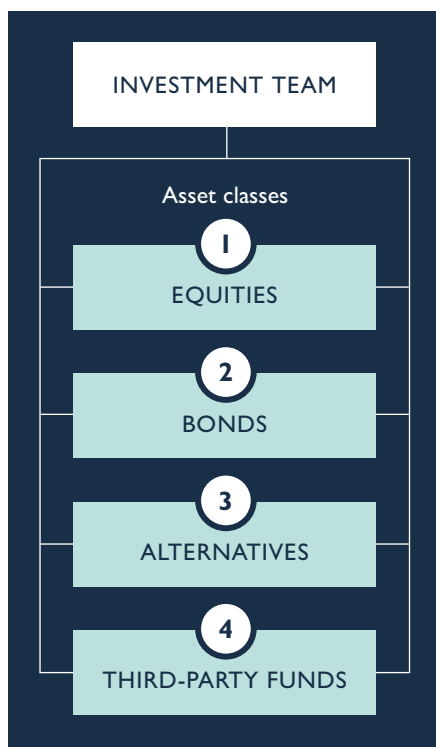 INVESTMENT TEAM
Asset classes
1
EQUITIES
2
BONDS
3
ALTERNATIVES
4
THIRD-PARTY FUNDS